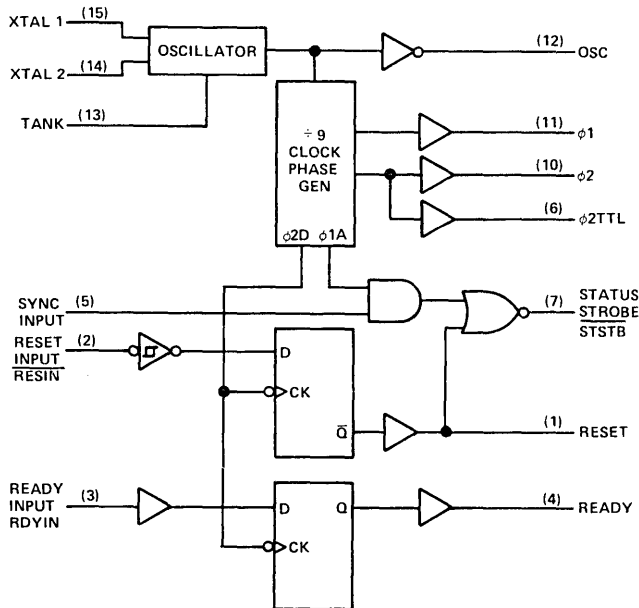 XTAL 1 (15)
XTAL 2 (14)
TANK (13)
OSCILLATOR
(12) OSC
÷ 9
CLOCK
PHASE
GEN
ϕ2D ϕ1A
(11) ϕ1
(10) ϕ2
(6) ϕ2TTL
SYNC (5)
INPUT
RESET (2)
INPUT
RESIN
D
CK
Q
(7) STATUS
STROBE
STSTB
(1) RESET
READY (3)
INPUT
RDYIN
D Q
CK
(4) READY